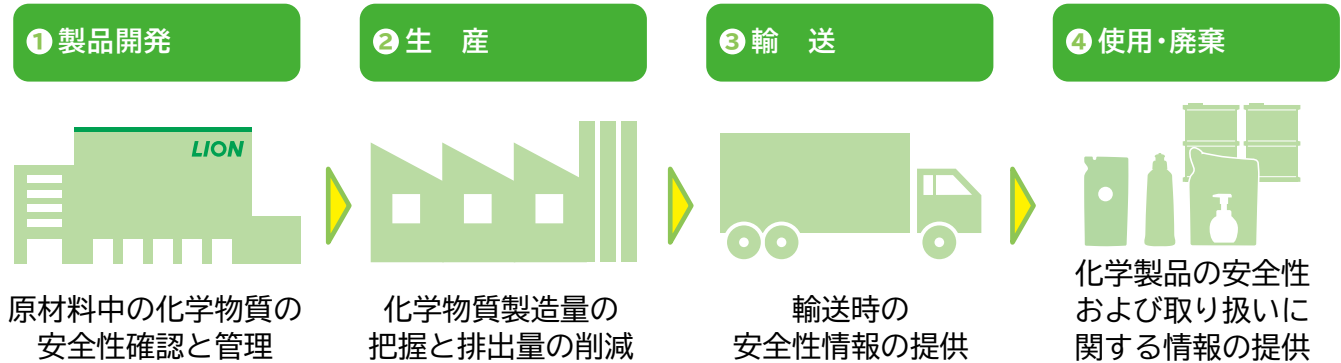 ❶製品開発
❷生　産
❸輸　送
❹使用・廃棄
LION
原材料中の化学物質の
安全性確認と管理
化学物質製造量の
把握と排出量の削減
輸送時の
安全性情報の提供
化学製品の安全性
および取り扱いに
関する情報の提供